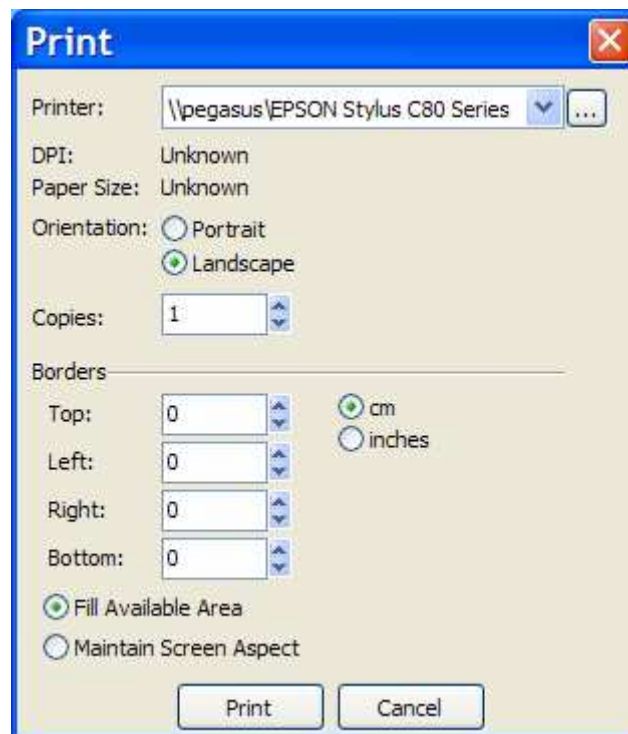 Print
Printer: \\pegasus\EPSON Stylus C80 Series ...
DPI: Unknown
Paper Size: Unknown
Orientation: Portrait
Landscape
Copies: 1
Borders
Top: 0 cm
inches
Left: 0
Right: 0
Bottom: 0
Fill Available Area
Maintain Screen Aspect
Print Cancel